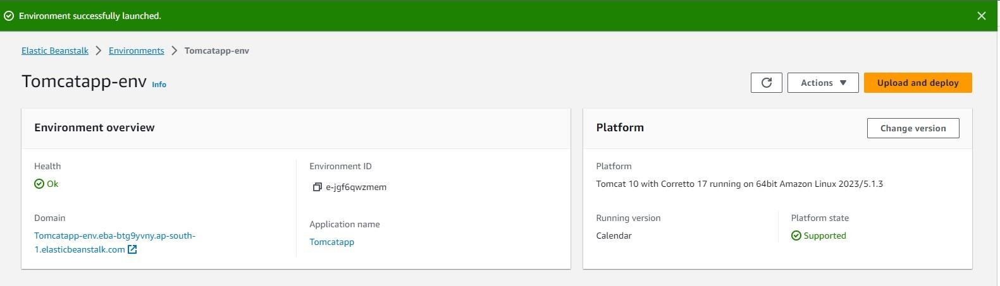 Environment successfully launched.
Elastic Beanstalk Environments Tomcatapp-env
Tomcatapp-env Info
Actions
Upload and deploy
Environment overview
Health
Ok
Environment ID
e-jgf6qwzmem
Domain
Tomcatapp-env.eba-btg9yvny.ap-south-
1.elasticbeanstalk.com
Application name
Tomcatapp
Platform
Change version
Platform
Tomcat 10 with Corretto 17 running on 64bit Amazon Linux 2023/5.1.3
Running version
Calendar
Platform state
Supported